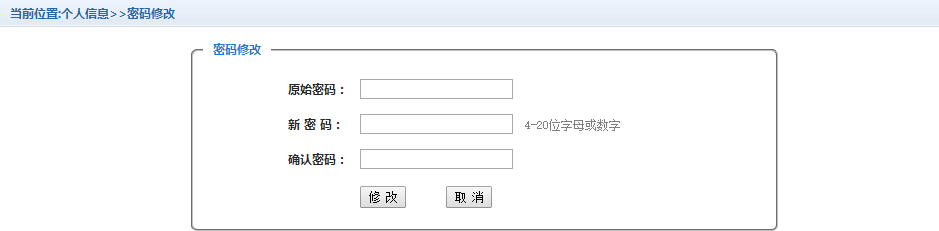 当前位置:个人信息>>密码修改
密码修改
原始密码：
新 密 码： 4-20位字母或数字
确认密码：
修 改 取 消